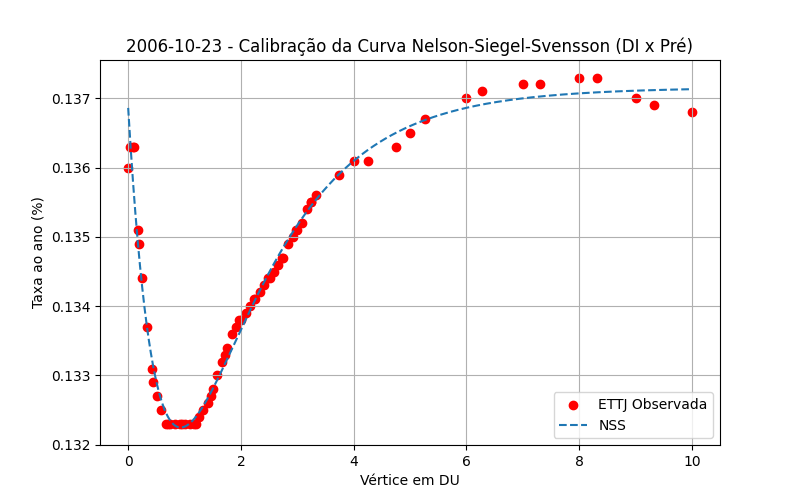 2006-10-23 - Calibração da Curva Nelson-Siegel-Svensson (DI x Pré)
Taxa ao ano (%)
0.137
0.136
0.135
0.134
0.133
0.132
ETTJ Observada
NSS
0 2 4 6 8 10
Vértice em DU